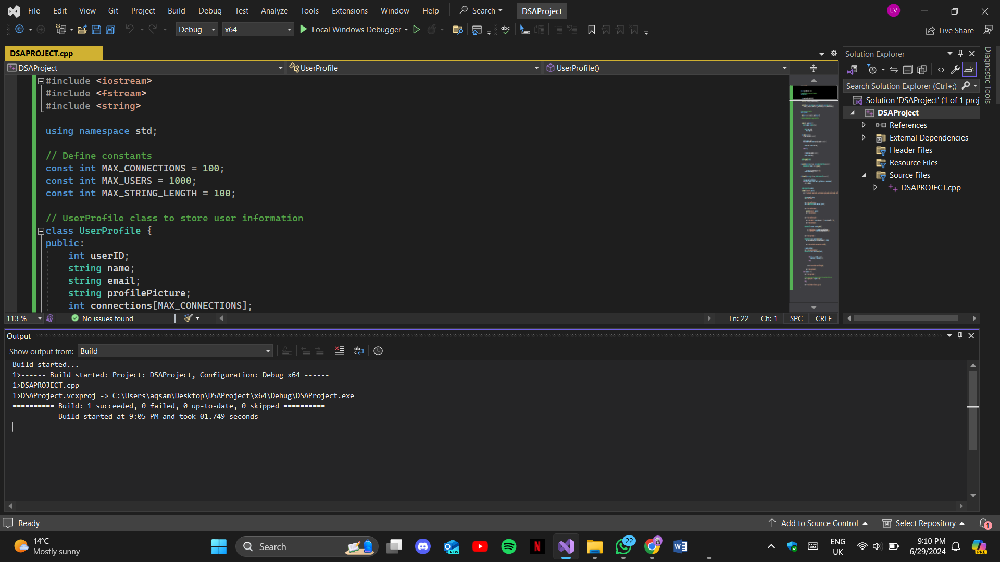 File Edit View Git Project Build Debug Test Analyze Tools Extensions Window Help Search DSAProject LV
Debug x64 Local Windows Debugger abc Live Share
DSAPROJECT.cpp
DSAProject UserProfile UserProfile()
#include <iostream>
#include <fstream>
#include <string>
using namespace std;
// Define constants
const int MAX_CONNECTIONS = 100;
const int MAX_USERS = 1000;
const int MAX_STRING_LENGTH = 100;
// UserProfile class to store user information
class UserProfile {
public:
int userID;
string name;
string email;
string profilePicture;
int connections[MAX_CONNECTIONS];
113 % No issues found Ln: 22 Ch: 1 SPC CRLF
Solution Explorer
Search Solution Explorer (Ctrl+;)
Solution 'DSAProject' (1 of 1 proj
DSAProject
References
External Dependencies
Header Files
Resource Files
Source Files
DSAPROJECT.cpp
Diagnostic Tools
Output
Show output from: Build
Build started...
1>------ Build started: Project: DSAProject, Configuration: Debug x64 ------
1>DSAPROJECT.cpp
1>DSAProject.vcxproj -> C:\Users\aqsam\Desktop\DSAProject\x64\Debug\DSAProject.exe
========== Build: 1 succeeded, 0 failed, 0 up-to-date, 0 skipped ==========
========== Build started at 9:05 PM and took 01.749 seconds ==========
Ready Add to Source Control Select Repository 1
14°C
Mostly sunny
Search
NEW
22
ENG
UK
9:10 PM
6/29/2024
PRE